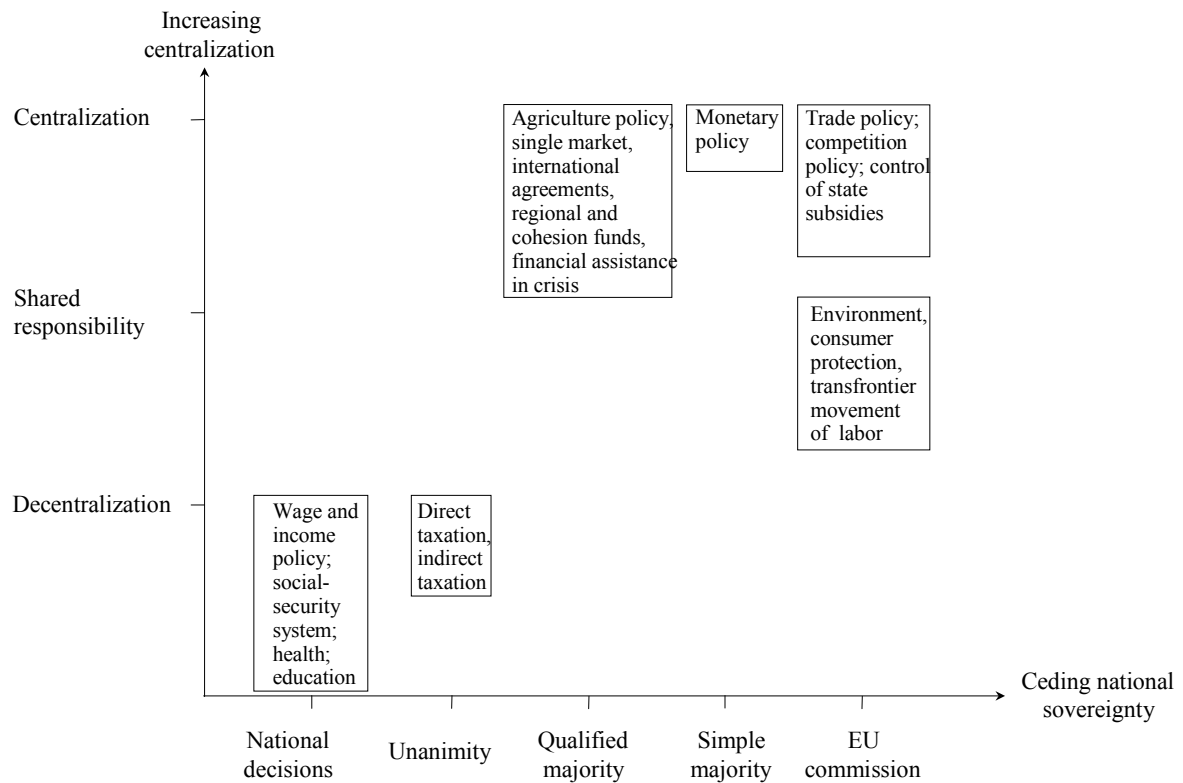 Increasing
centralization
Centralization
Agriculture policy,
single market,
international
agreements,
regional and
cohesion funds,
financial assistance
in crisis
Monetary
policy
Trade policy;
competition
policy; control
of state
subsidies
Shared
responsibility
Environment,
consumer
protection,
transfrontier
movement
of labor
Decentralization
Wage and
income
policy;
social-
security
system;
health;
education
Direct
taxation,
indirect
taxation
Ceding national
sovereignty
National
decisions
Unanimity
Qualified
majority
Simple
majority
EU
commission